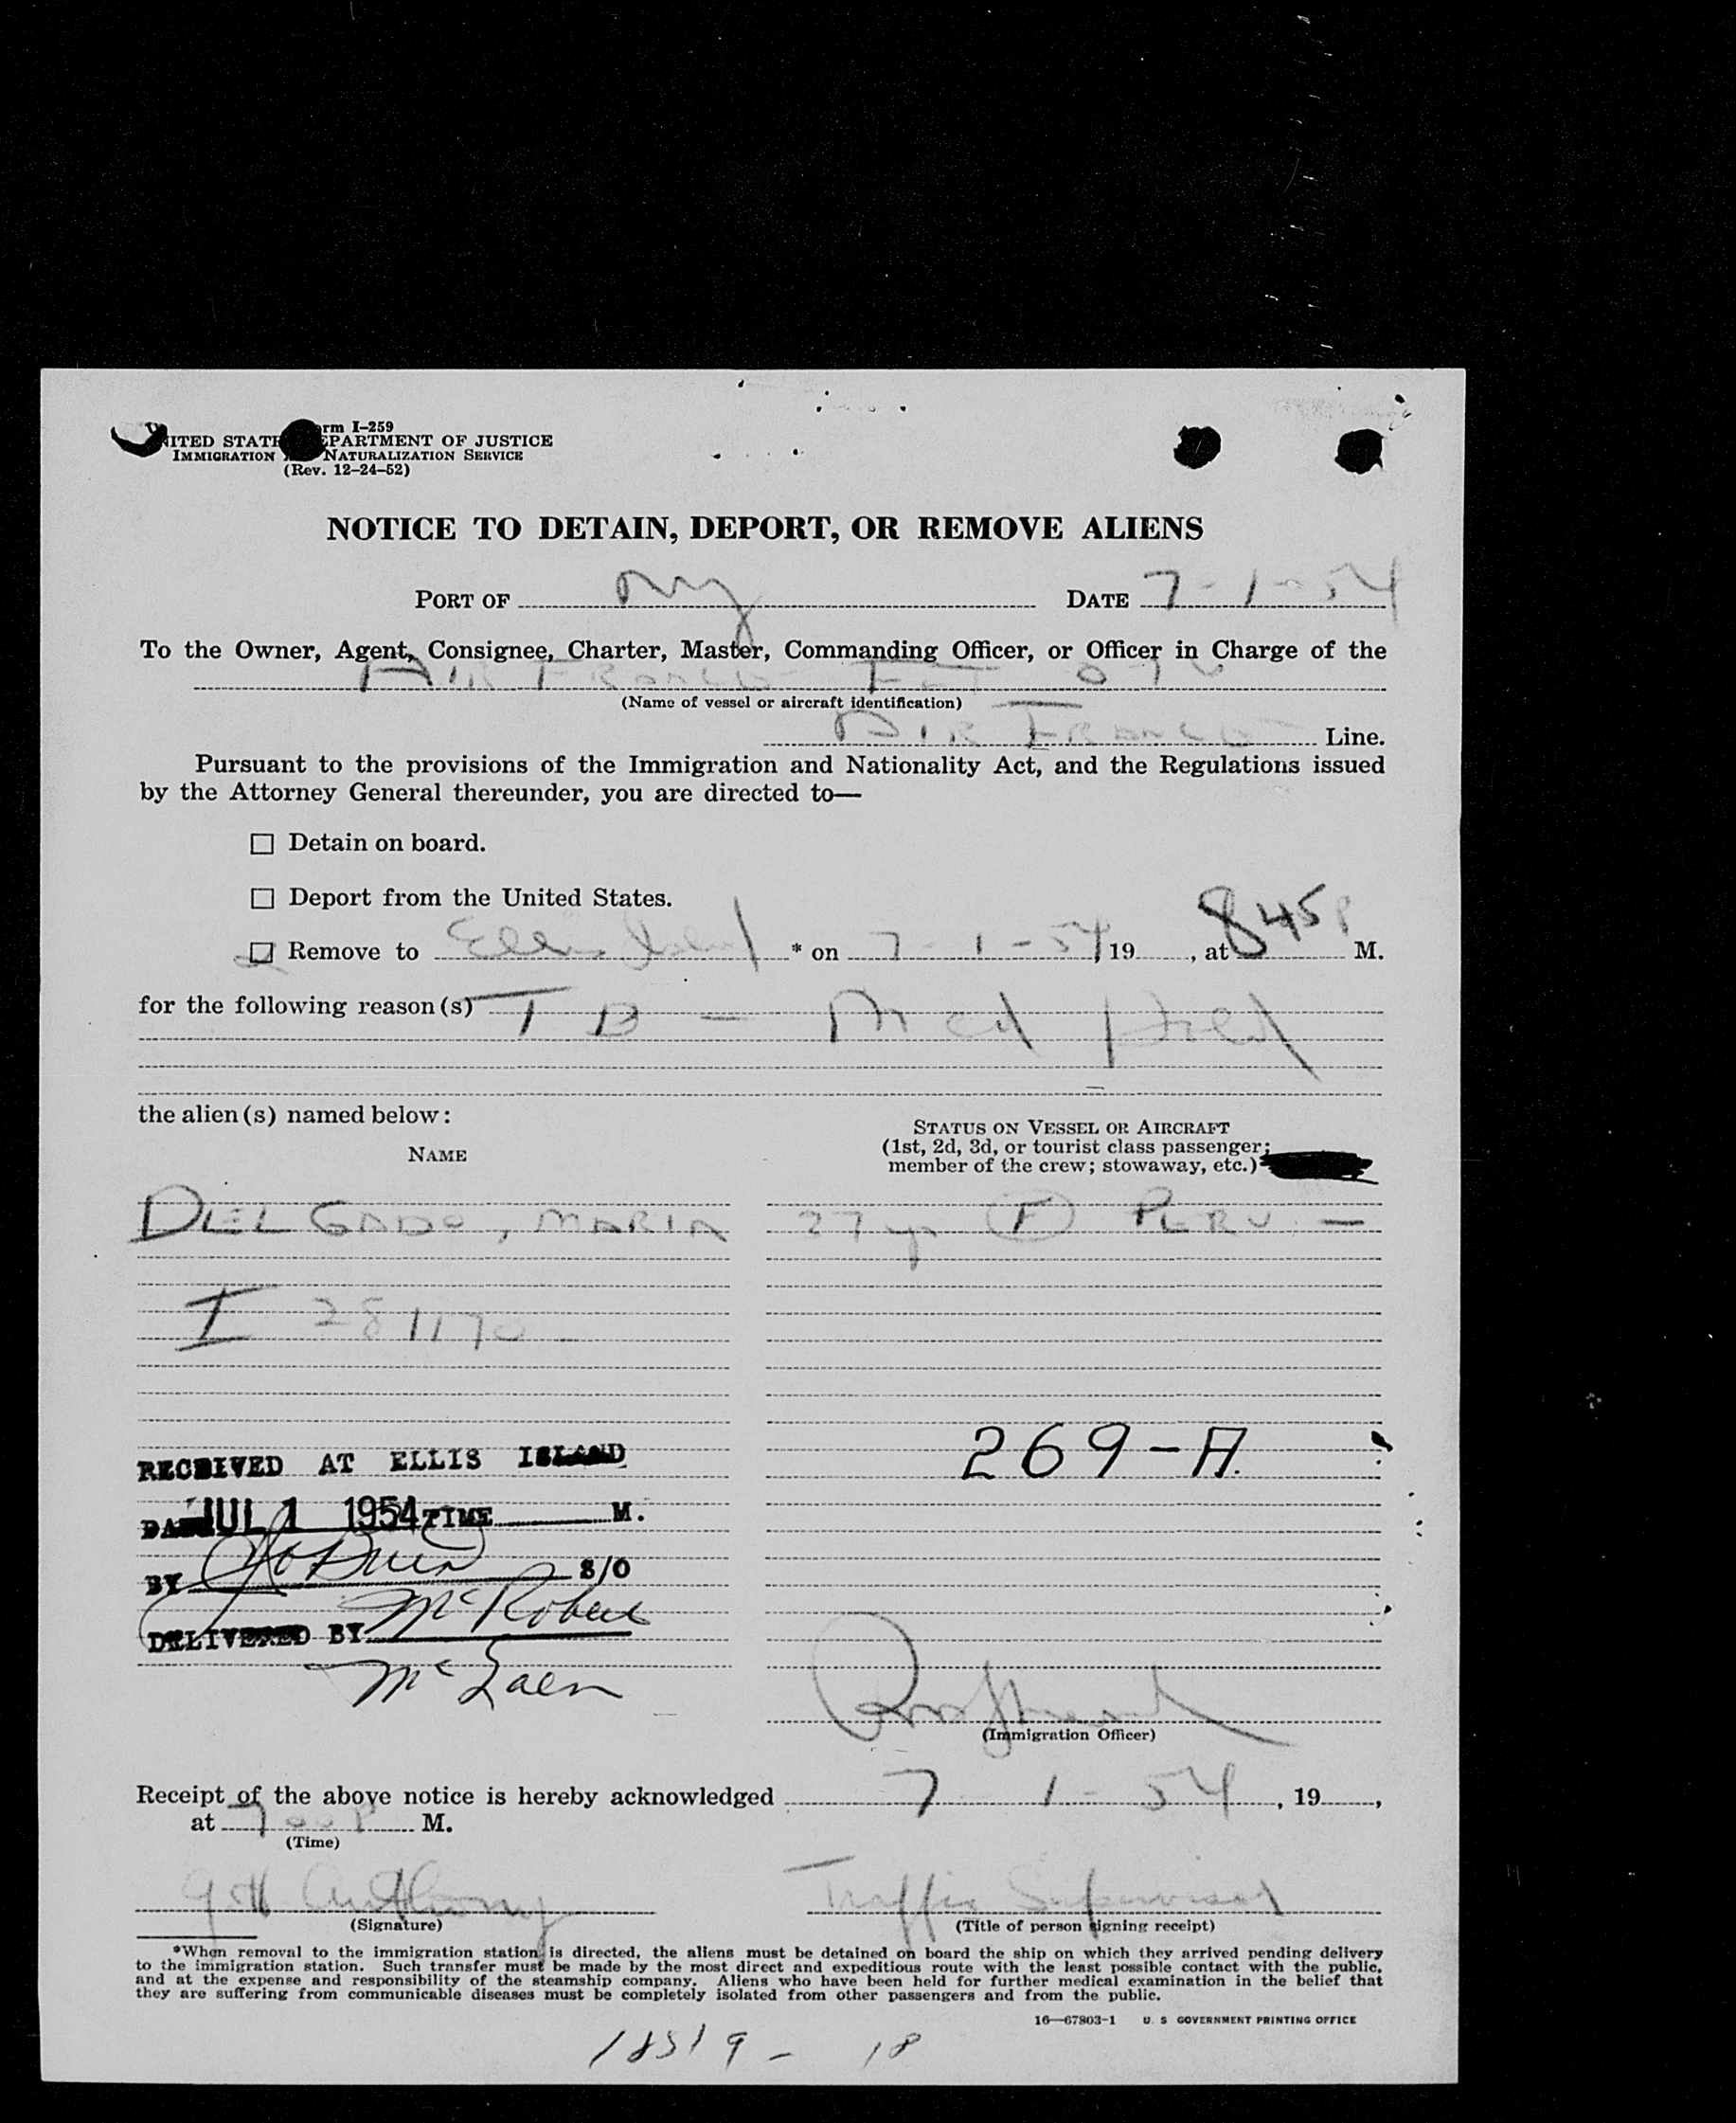 rm I-259
NITED STATE EPARTMENT OF JUSTICE
IMMIGRATION NATURALIZATION SERVICE
(Rev. 12-24-52)
NOTICE TO DETAIN, DEPORT, OR REMOVE ALIENS
PORT OF NY DATE 7-1-54
To the Owner, Agent, Consignee, Charter, Master, Commanding Officer, or Officer in Charge of the
AIR FRANCE FLT
(Name of vessel or aircraft identification)
AIR FRANCE Line.
Pursuant to the provisions of the Immigration and Nationality Act, and the Regulations issued
by the Attorney General thereunder, you are directed to—
☐ Detain on board.
☐ Deport from the United States.
☐ Remove to Ellis Island * on 7-1-54, 19 , at 845 P M.
for the following reason(s) TB - Med Hold
the alien(s) named below:
NAME
STATUS ON VESSEL OR AIRCRAFT
(1st, 2d, 3d, or tourist class passenger;
member of the crew; stowaway, etc.)
DELGADO, MARIA 27 yr (F) PERU -
I 281170
269-A.
RECEIVED AT ELLIS ISLAND
DATE JUL 1 1954 TIME M.
BY S/O
DELIVERED BY
(Immigration Officer)
Receipt of the above notice is hereby acknowledged 7-1-54, 19 ,
at 7 00 P M.
(Time)
Anthony Traffic Supervisor
(Signature) (Title of person signing receipt)
*When removal to the immigration station is directed, the aliens must be detained on board the ship on which they arrived pending delivery
to the immigration station. Such transfer must be made by the most direct and expeditious route with the least possible contact with the public,
and at the expense and responsibility of the steamship company. Aliens who have been held for further medical examination in the belief that
they are suffering from communicable diseases must be completely isolated from other passengers and from the public.
16—67803-1 U. S GOVERNMENT PRINTING OFFICE
18519 - 18